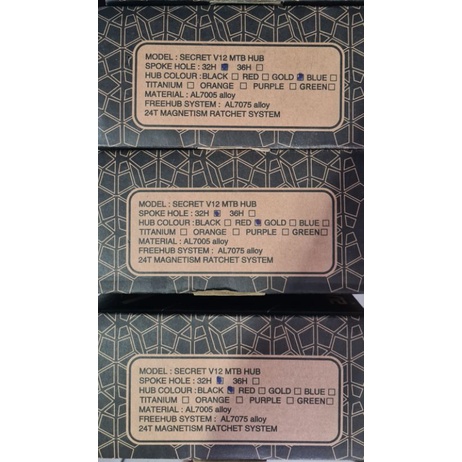 MODEL : SECRET V12 MTB HUB
SPOKE HOLE : 32H ☑ 36H ☐
HUB COLOUR : BLACK ☐ RED ☐ GOLD ☑ BLUE ☐
TITANIUM ☐ ORANGE ☐ PURPLE ☐ GREEN ☐
MATERIAL : AL7005 alloy
FREEHUB SYSTEM : AL7075 alloy
24T MAGNETISM RATCHET SYSTEM
MODEL : SECRET V12 MTB HUB
SPOKE HOLE : 32H ☑ 36H ☐
HUB COLOUR : BLACK ☐ RED ☑ GOLD ☐ BLUE ☐
TITANIUM ☐ ORANGE ☐ PURPLE ☐ GREEN ☐
MATERIAL : AL7005 alloy
FREEHUB SYSTEM : AL7075 alloy
24T MAGNETISM RATCHET SYSTEM
MODEL : SECRET V12 MTB HUB
SPOKE HOLE : 32H ☑ 36H ☐
HUB COLOUR : BLACK ☑ RED ☐ GOLD ☐ BLUE ☐
TITANIUM ☐ ORANGE ☐ PURPLE ☐ GREEN ☐
MATERIAL : AL7005 alloy
FREEHUB SYSTEM : AL7075 alloy
24T MAGNETISM RATCHET SYSTEM